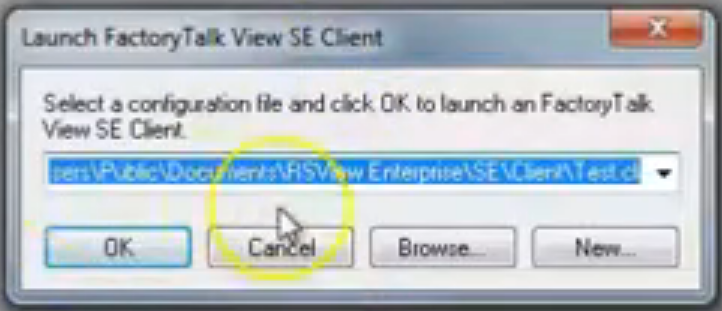 Launch FactoryTalk View SE Client
Select a configuration file and click OK to launch an FactoryTalk
View SE Client.
sers\Public\Documents\RSView Enterprise\SE\Client\Test.cli
OK Cancel Browse... New...